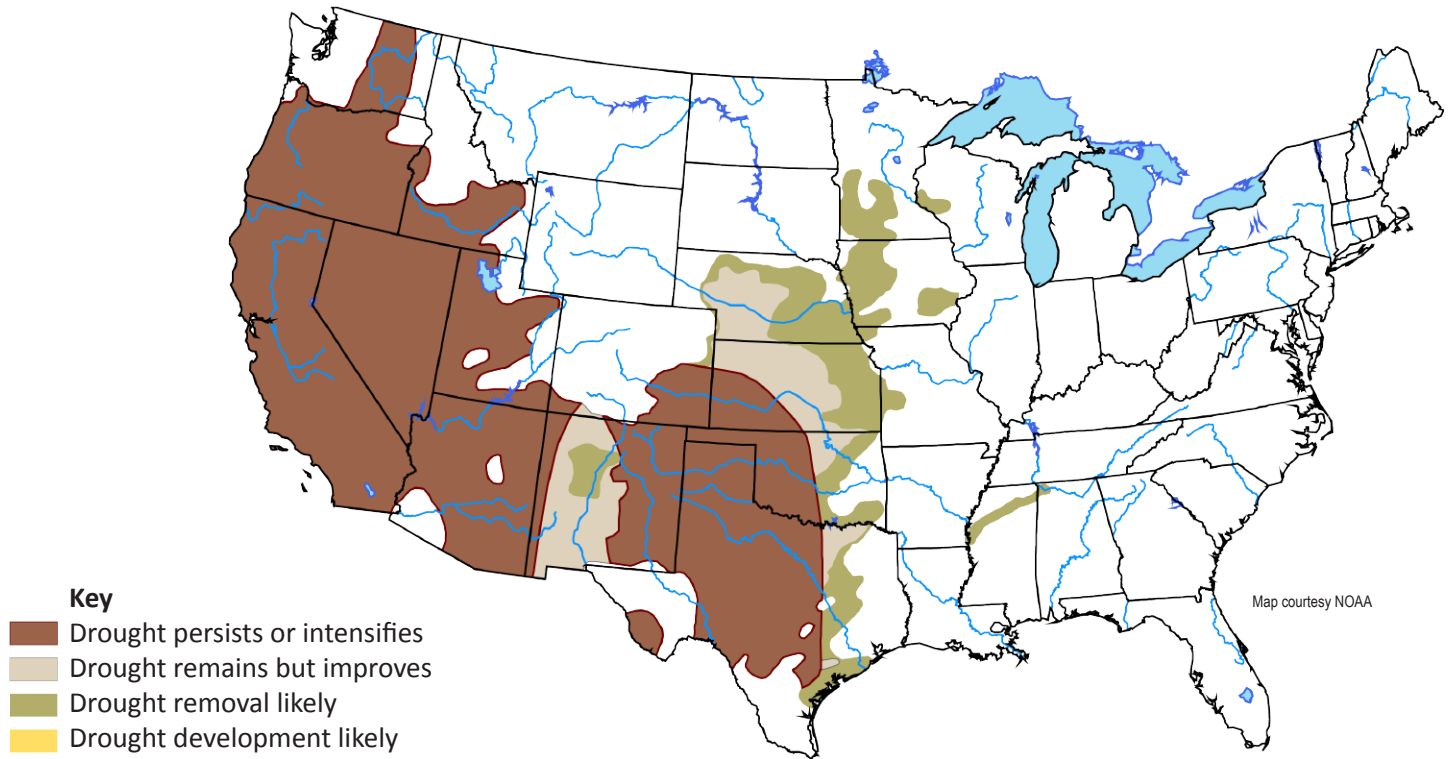 Map courtesy NOAA
Key
Drought persists or intensifies
Drought remains but improves
Drought removal likely
Drought development likely